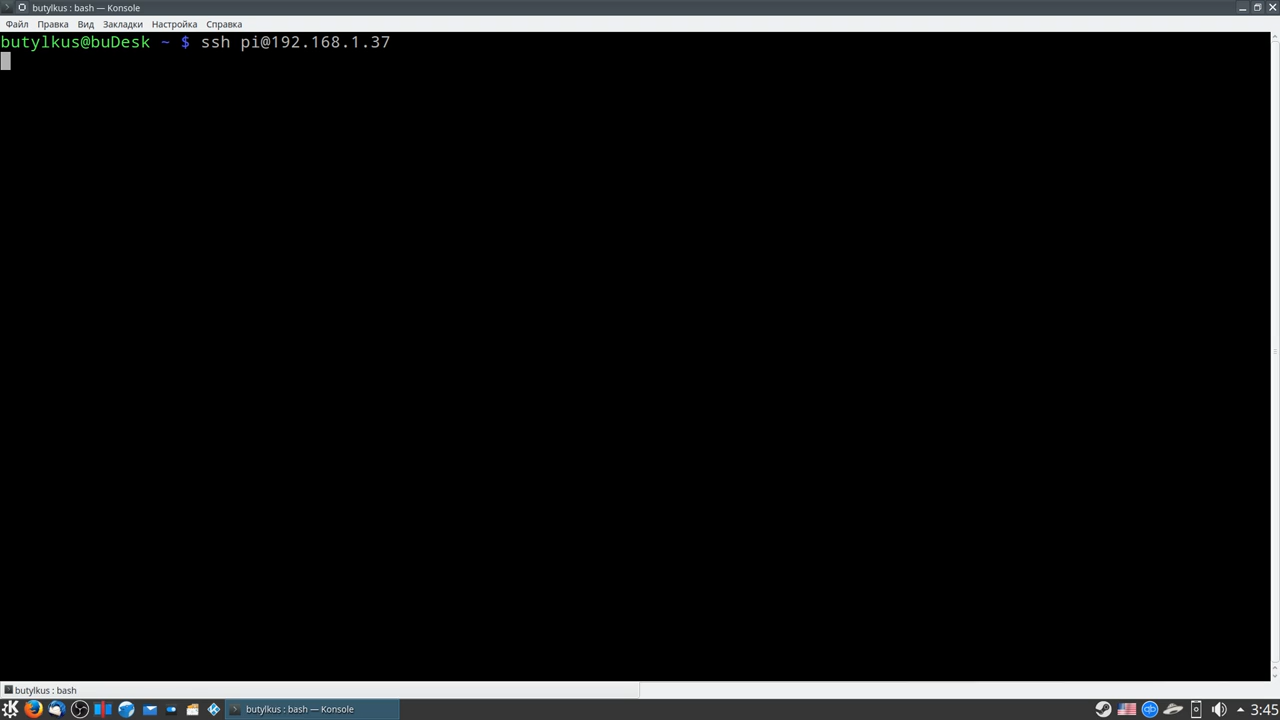 butylkus : bash — Konsole
Файл Правка Вид Закладки Настройка Справка
butylkus@buDesk ~ $ ssh pi@192.168.1.37
butylkus : bash
butylkus : bash — Konsole
3:45